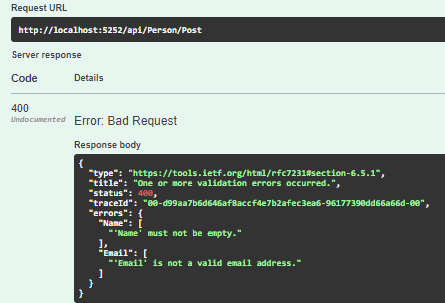 Request URL
http://localhost:5252/api/Person/Post
Server response
Code Details
400
Undocumented
Error: Bad Request
Response body
{
"type": "https://tools.ietf.org/html/rfc7231#section-6.5.1",
"title": "One or more validation errors occurred.",
"status": 400,
"traceId": "00-d99aa7b6d646af8accf4e7b2afec3ea6-96177390dd66a66d-00",
"errors": {
"Name": [
"'Name' must not be empty."
],
"Email": [
"'Email' is not a valid email address."
]
}
}